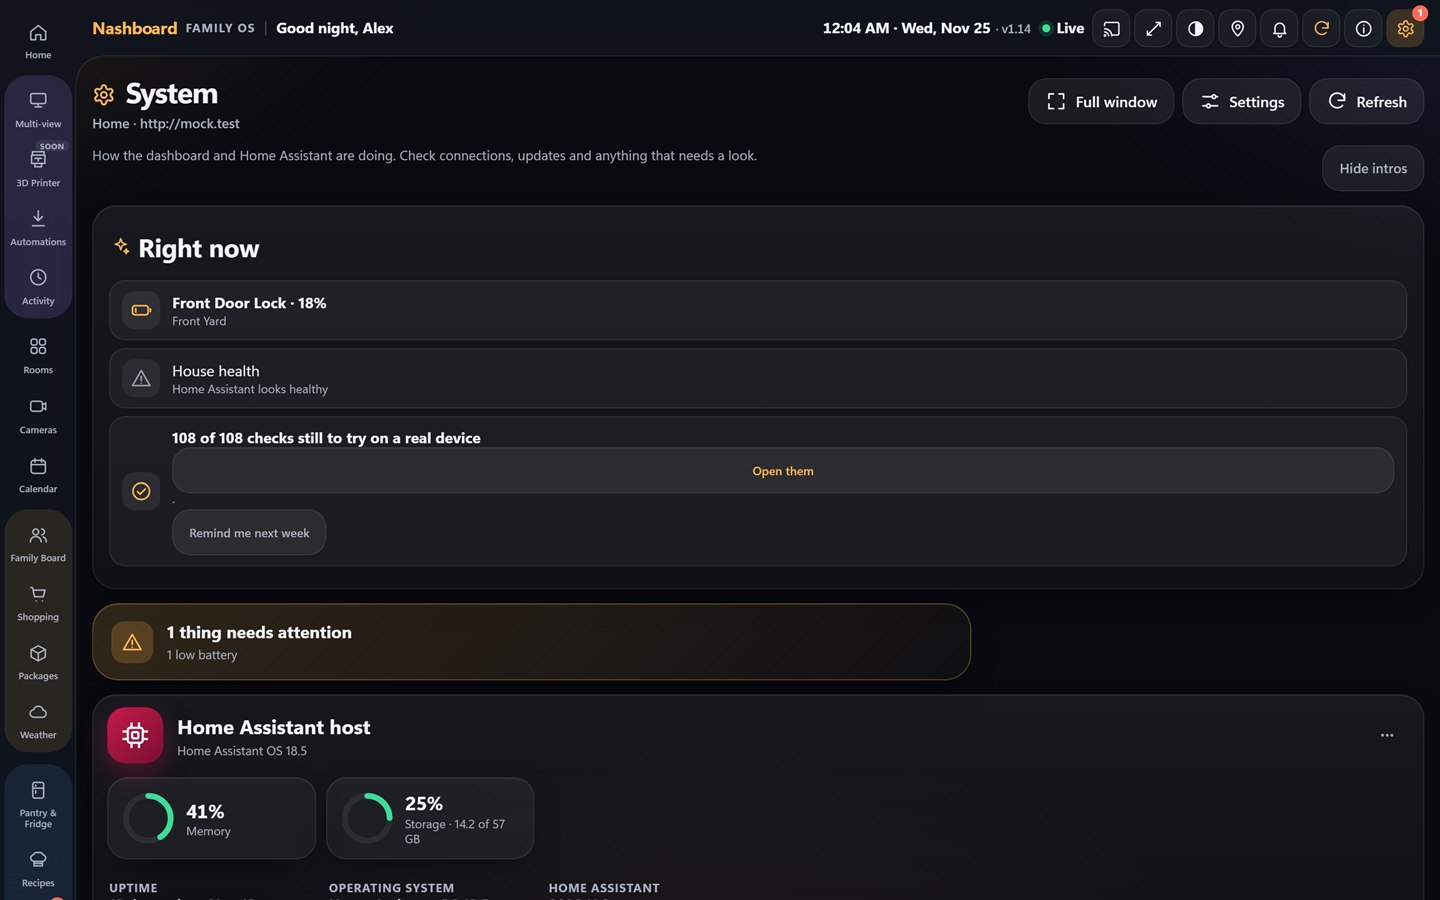 Nashboard FAMILY OS Good night, Alex
12:04 AM · Wed, Nov 25 · v1.14 Live
1
Home
Multi-view
SOON
3D Printer
Automations
Activity
Rooms
Cameras
Calendar
Family Board
Shopping
Packages
Weather
Pantry &
Fridge
Recipes
System
Home · http://mock.test
How the dashboard and Home Assistant are doing. Check connections, updates and anything that needs a look.
Full window
Settings
Refresh
Hide intros
Right now
Front Door Lock · 18%
Front Yard
House health
Home Assistant looks healthy
108 of 108 checks still to try on a real device
Open them
.
Remind me next week
1 thing needs attention
1 low battery
Home Assistant host
Home Assistant OS 18.5
41%
Memory
25%
Storage · 14.2 of 57
GB
UPTIME
OPERATING SYSTEM
HOME ASSISTANT